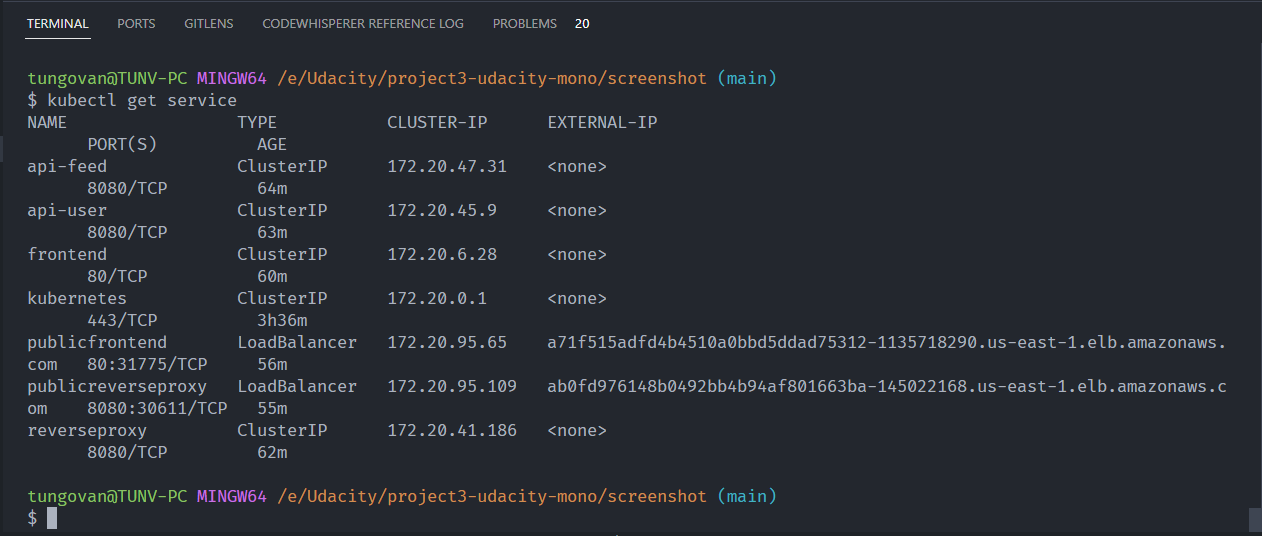 TERMINAL PORTS GITLENS CODEWHISPERER REFERENCE LOG PROBLEMS 20
tungovan@TUNV-PC MINGW64 /e/Udacity/project3-udacity-mono/screenshot (main)
$ kubectl get service
NAME                 TYPE           CLUSTER-IP      EXTERNAL-IP
      PORT(S)          AGE
api-feed             ClusterIP      172.20.47.31    <none>
      8080/TCP         64m
api-user             ClusterIP      172.20.45.9     <none>
      8080/TCP         63m
frontend             ClusterIP      172.20.6.28     <none>
      80/TCP           60m
kubernetes           ClusterIP      172.20.0.1      <none>
      443/TCP          3h36m
publicfrontend       LoadBalancer   172.20.95.65    a71f515adfd4b4510a0bbd5ddad75312-1135718290.us-east-1.elb.amazonaws.
com   80:31775/TCP     56m
publicreverseproxy   LoadBalancer   172.20.95.109   ab0fd976148b0492bb4b94af801663ba-145022168.us-east-1.elb.amazonaws.c
om    8080:30611/TCP   55m
reverseproxy         ClusterIP      172.20.41.186   <none>
      8080/TCP         62m
tungovan@TUNV-PC MINGW64 /e/Udacity/project3-udacity-mono/screenshot (main)
$